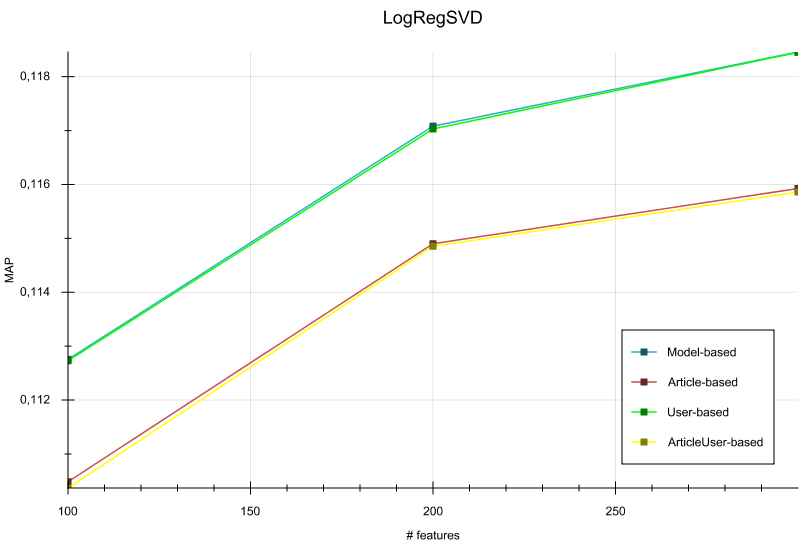 LogRegSVD
0,118
0,116
0,114
0,112
MAP
100
150
200
250
# features
Model-based
Article-based
User-based
ArticleUser-based